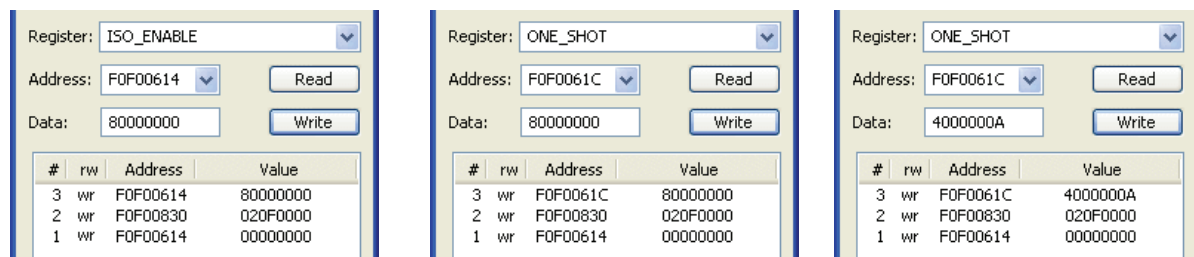 Register: ISO_ENABLE
Address: F0F00614 Read
Data: 80000000 Write
# rw Address Value
3 wr F0F00614 80000000
2 wr F0F00830 020F0000
1 wr F0F00614 00000000
Register: ONE_SHOT
Address: F0F0061C Read
Data: 80000000 Write
# rw Address Value
3 wr F0F0061C 80000000
2 wr F0F00830 020F0000
1 wr F0F00614 00000000
Register: ONE_SHOT
Address: F0F0061C Read
Data: 4000000A Write
# rw Address Value
3 wr F0F0061C 4000000A
2 wr F0F00830 020F0000
1 wr F0F00614 00000000